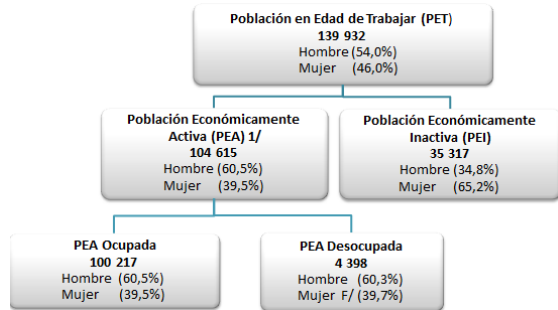 Población en Edad de Trabajar (PET)
139 932
Hombre (54,0%)
Mujer (46,0%)
Población Económicamente
Activa (PEA) 1/
104 615
Hombre (60,5%)
Mujer (39,5%)
Población Económicamente
Inactiva (PEI)
35 317
Hombre (34,8%)
Mujer (65,2%)
PEA Ocupada
100 217
Hombre (60,5%)
Mujer (39,5%)
PEA Desocupada
4 398
Hombre (60,3%)
Mujer F/ (39,7%)